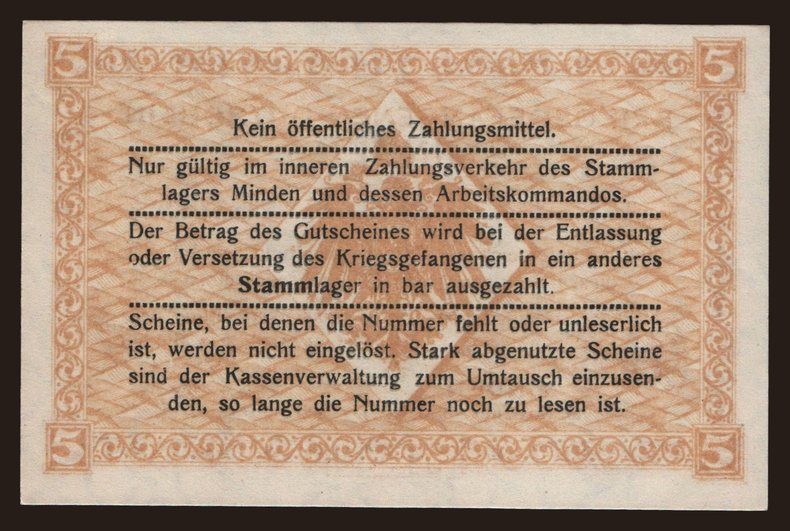 5 5
Kein öffentliches Zahlungsmittel.
Nur gültig im inneren Zahlungsverkehr des Stamm-
lagers Minden und dessen Arbeitskommandos.
Der Betrag des Gutscheines wird bei der Entlassung
oder Versetzung des Kriegsgefangenen in ein anderes
Stammlager in bar ausgezahlt.
Scheine, bei denen die Nummer fehlt oder unleserlich
ist, werden nicht eingelöst. Stark abgenutzte Scheine
sind der Kassenverwaltung zum Umtausch einzusen-
den, so lange die Nummer noch zu lesen ist.
5 5